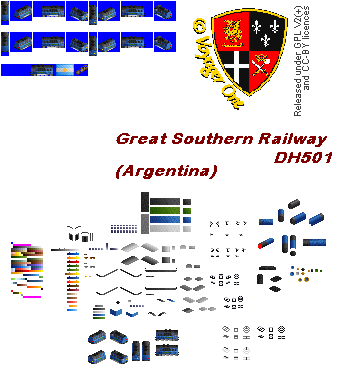 © Voyager One
Released under GPL v2(+)
and CC-BY licences
Great Southern Railway
DH501
(Argentina)